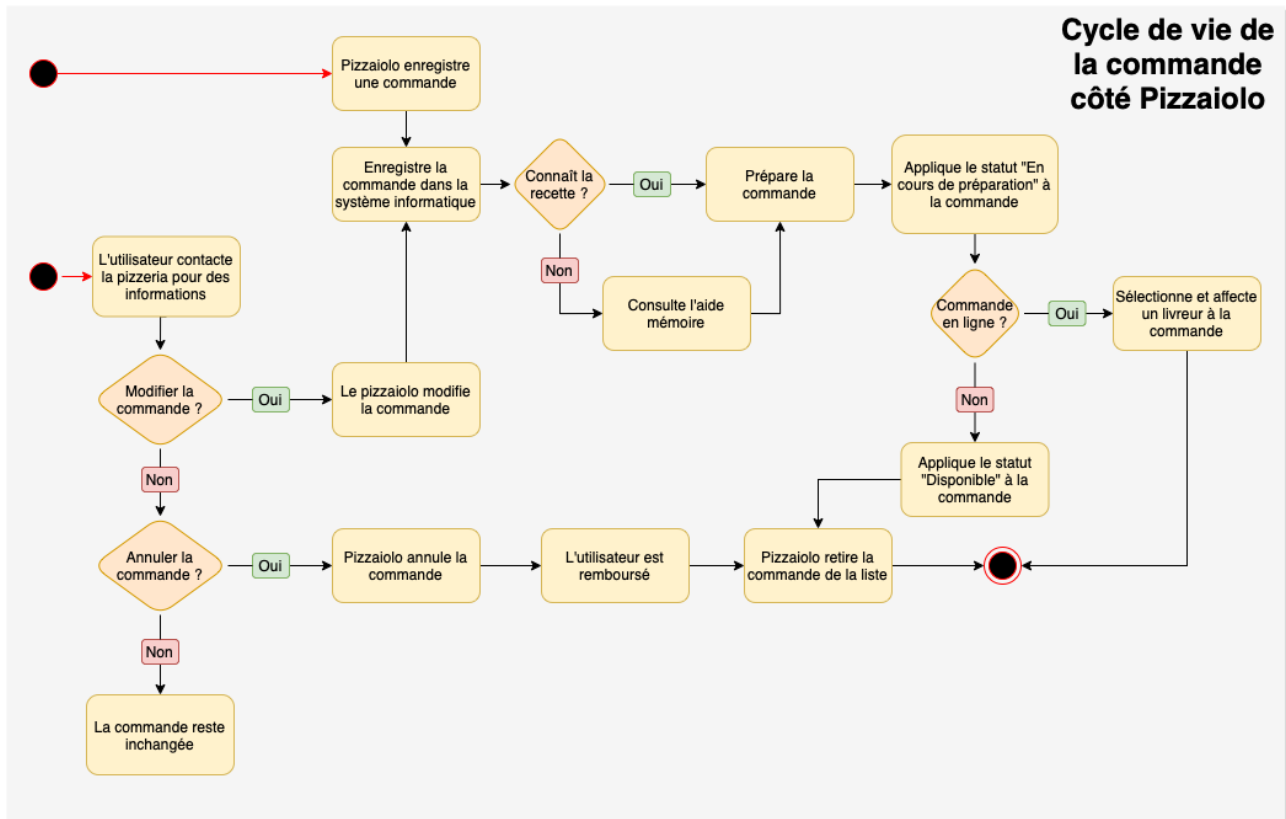 Cycle de vie de
la commande
côté Pizzaiolo
Pizzaiolo enregistre
une commande
Enregistre la
commande dans la
système informatique
Connaît la
recette ?
Oui
Prépare la
commande
Applique le statut "En
cours de préparation" à
la commande
Non
Consulte l'aide
mémoire
L'utilisateur contacte
la pizzeria pour des
informations
Commande
en ligne ?
Oui
Sélectionne et affecte
un livreur à la
commande
Modifier la
commande ?
Oui
Le pizzaiolo modifie
la commande
Non
Applique le statut
"Disponible" à la
commande
Non
Annuler la
commande ?
Oui
Pizzaiolo annule la
commande
L'utilisateur est
remboursé
Pizzaiolo retire la
commande de la liste
Non
La commande reste
inchangée